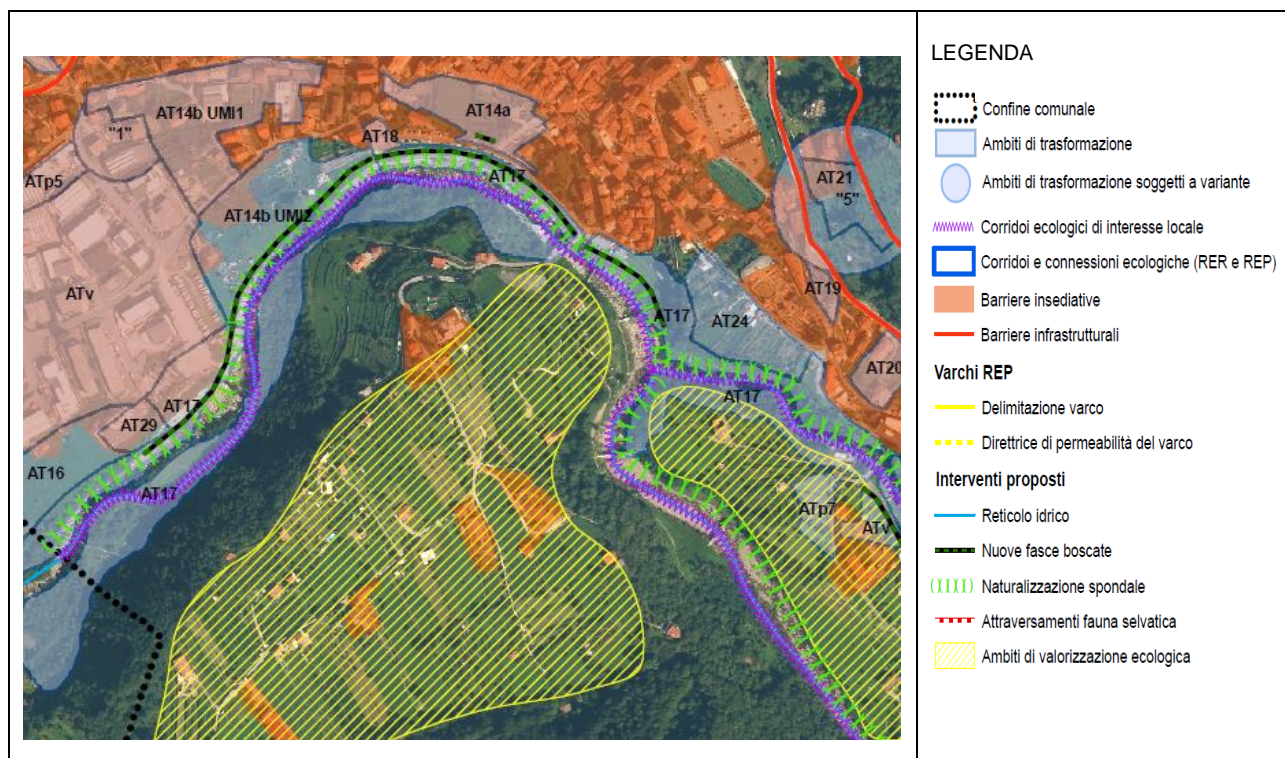 AT14b UMI1
"1"
AT14a
AT18
ATp5
AT17
AT21
"5"
AT14b UMI2
ATv
AT19
AT17
AT24
AT20
AT17
AT17
AT29
AT16
AT17
ATp7
ATv
LEGENDA
Confine comunale
Ambiti di trasformazione
Ambiti di trasformazione soggetti a variante
Corridoi ecologici di interesse locale
Corridoi e connessioni ecologiche (RER e REP)
Barriere insediative
Barriere infrastrutturali
Varchi REP
Delimitazione varco
Direttrice di permeabilità del varco
Interventi proposti
Reticolo idrico
Nuove fasce boscate
Naturalizzazione spondale
Attraversamenti fauna selvatica
Ambiti di valorizzazione ecologica